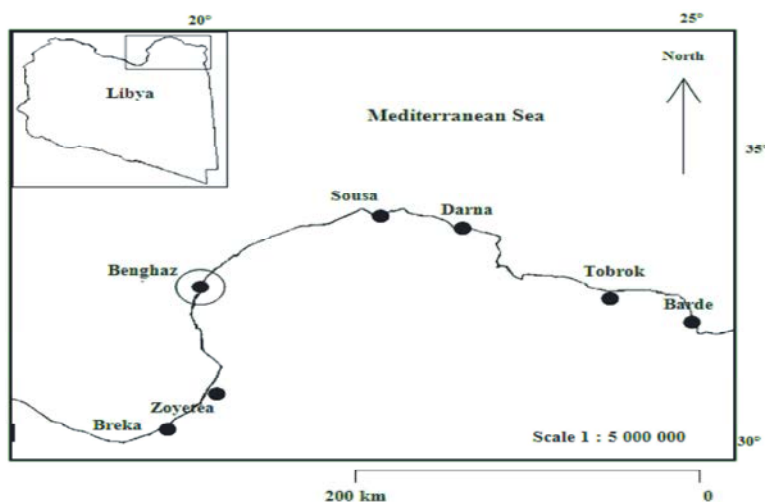 20°
25°
Libya
North
Mediterranean Sea
35°
Sousa
Darna
Benghaz
Tobrok
Barde
Zoyetea
Breka
Scale 1 : 5 000 000
30°
200 km
0